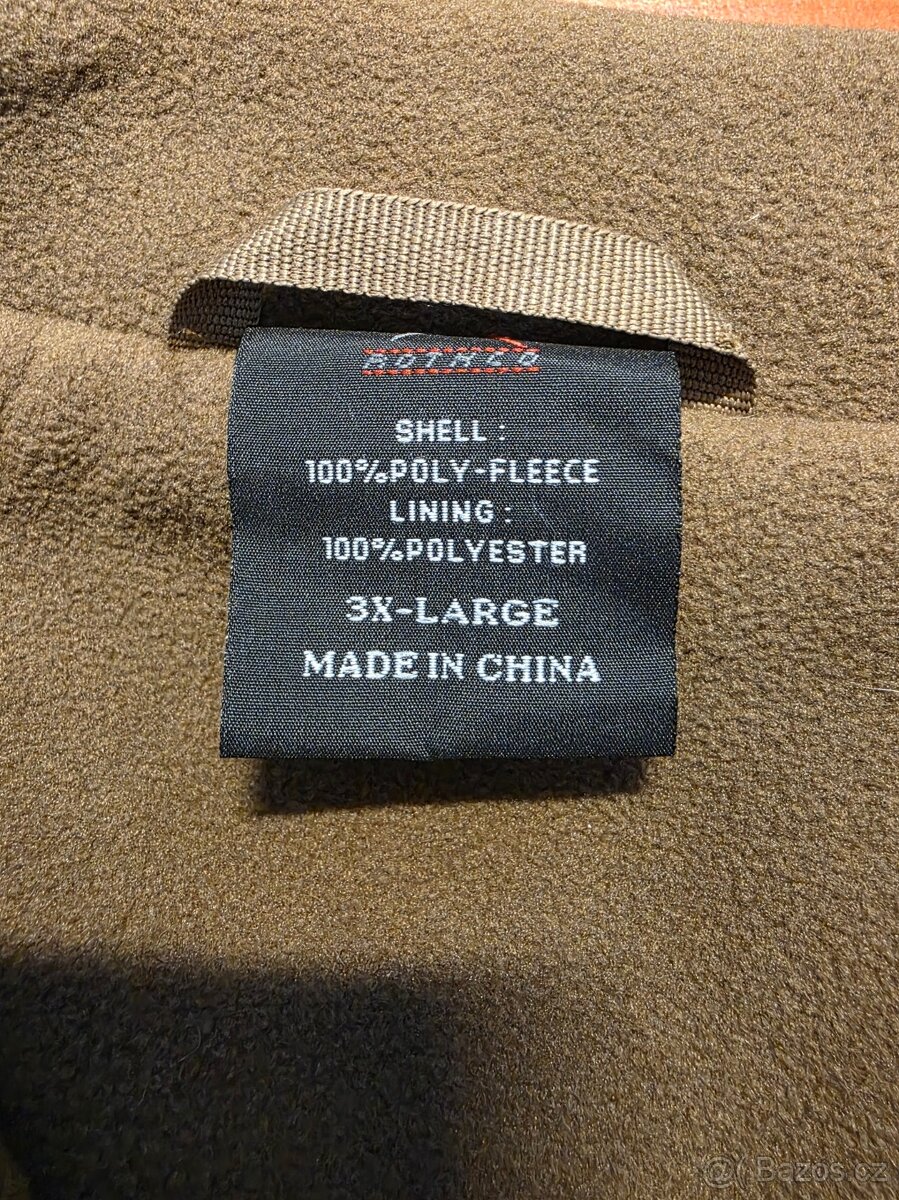 ROTHCO
SHELL :
100%POLY-FLEECE
LINING :
100%POLYESTER
3X-LARGE
MADE IN CHINA
@ Bazos.cz